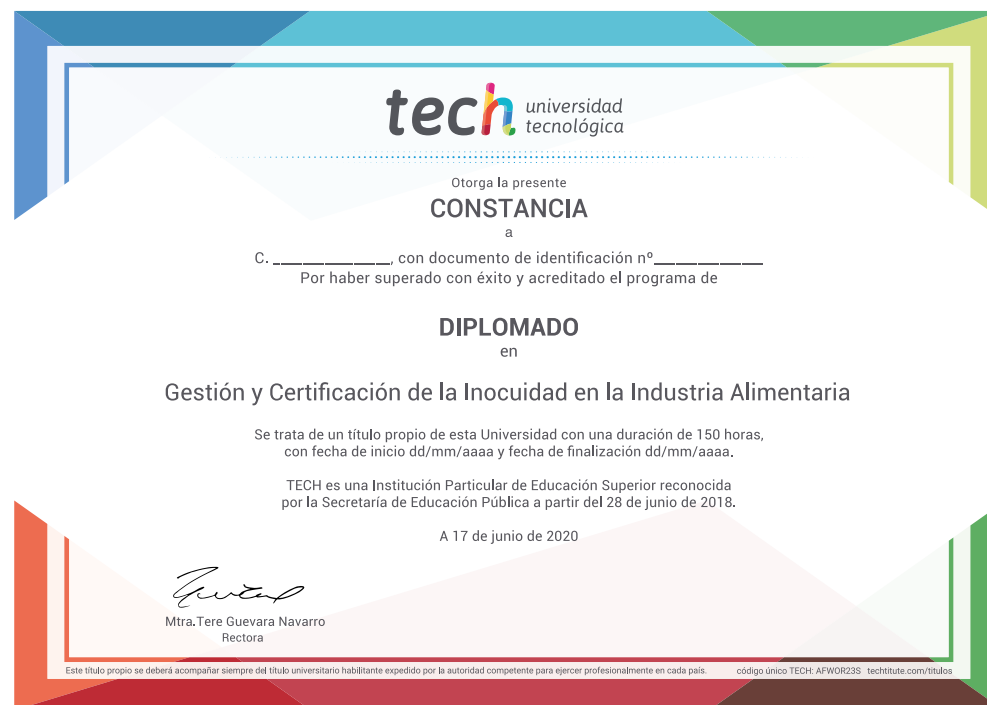 tech universidad
tecnológica
Otorga la presente
CONSTANCIA
a
C. ______________, con documento de identificación nº_____________
Por haber superado con éxito y acreditado el programa de
DIPLOMADO
en
Gestión y Certificación de la Inocuidad en la Industria Alimentaria
Se trata de un título propio de esta Universidad con una duración de 150 horas,
con fecha de inicio dd/mm/aaaa y fecha de finalización dd/mm/aaaa.
TECH es una Institución Particular de Educación Superior reconocida
por la Secretaría de Educación Pública a partir del 28 de junio de 2018.
A 17 de junio de 2020
Mtra.Tere Guevara Navarro
Rectora
Este título propio se deberá acompañar siempre del título universitario habilitante expedido por la autoridad competente para ejercer profesionalmente en cada país. código único TECH: AFWOR23S techtitute.com/titulos